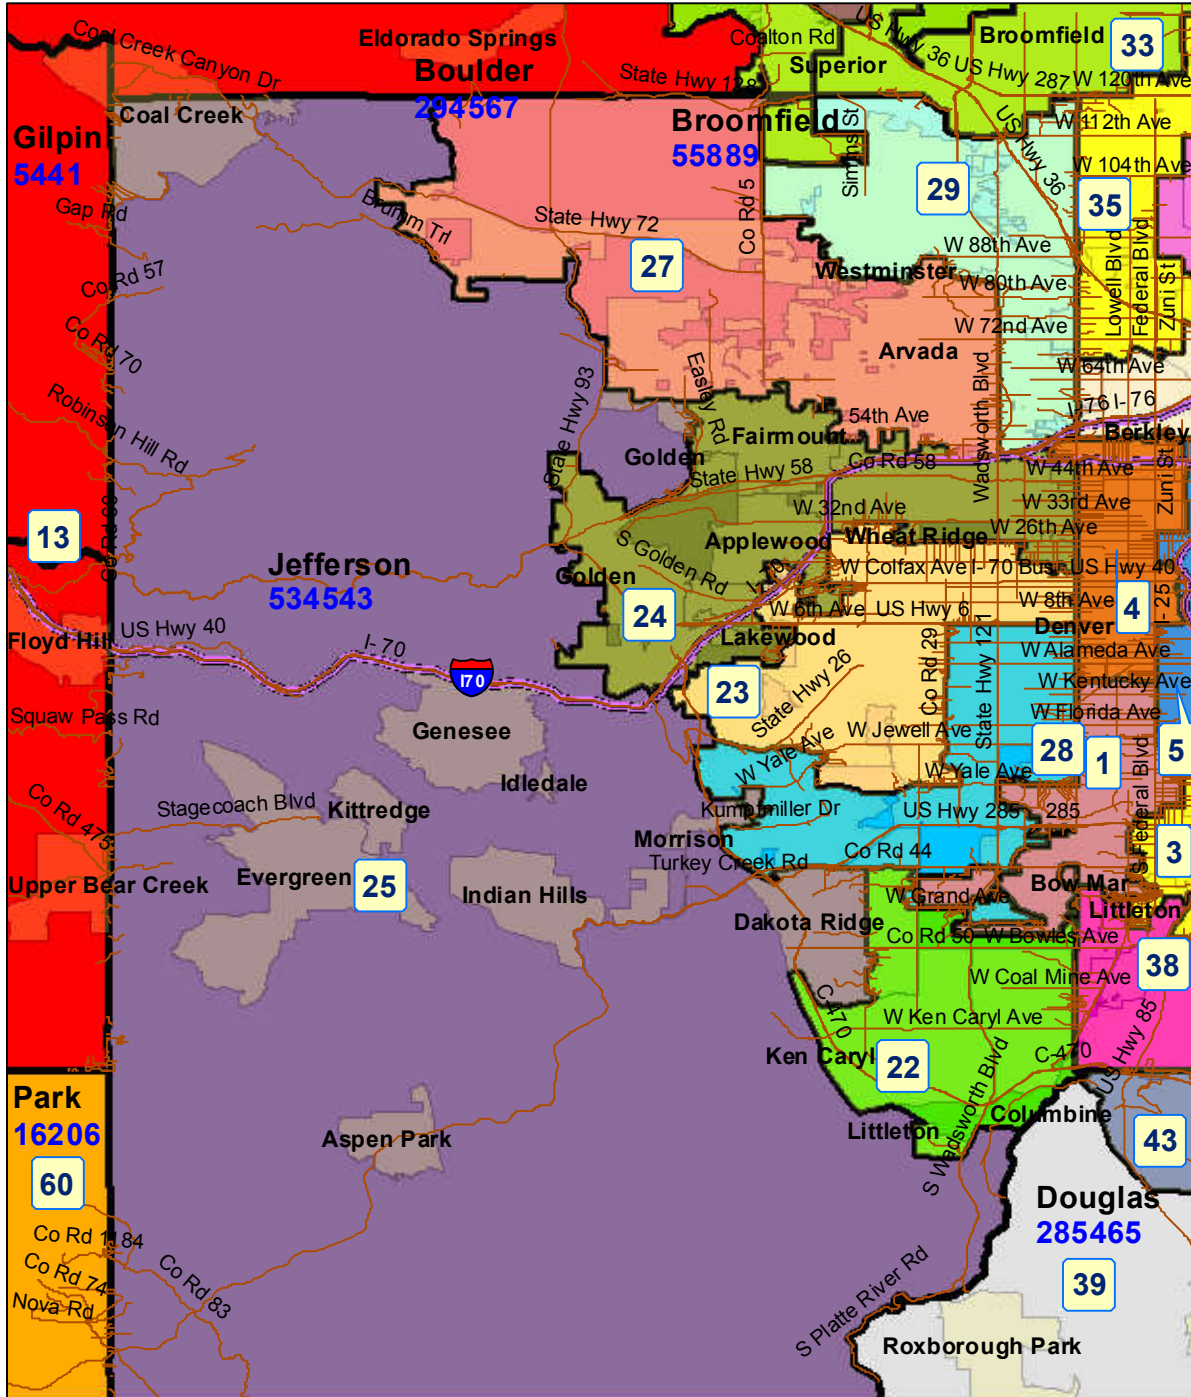 Coal Creek Canyon Dr
Eldorado Springs
Boulder
294567
State Hwy 128
Coalton Rd
Superior
US Hwy 36
US Hwy 287
Broomfield
33
W 120th Ave
Coal Creek
Gilpin
5441
Broomfield
55889
Simms St
W 112th Ave
US Hwy 36
W 104th Ave
29
35
Gap Rd
Brumm Trl
State Hwy 72
Co Rd 5
27
W 88th Ave
Westminster
W 80th Ave
Lowell Blvd
Federal Blvd
Zuni St
Co Rd 57
Co Rd 70
W 72nd Ave
Arvada
W 64th Ave
Wadsworth Blvd
Easley Rd
State Hwy 93
I-76 I-76
Robinson Hill Rd
54th Ave
Fairmount
Berkley
Golden
State Hwy 58
Co Rd 58
W 44th Ave
Zuni St
W 32nd Ave
W 33rd Ave
13
Applewood
Wheat Ridge
W 26th Ave
S Golden Rd
I-70
Jefferson
534543
Golden
W Colfax Ave I-70 Bus US Hwy 40
24
W 6th Ave US Hwy 6
W 8th Ave
4
I-25
Floyd Hill
US Hwy 40
I-70
Lakewood
Denver
W Alameda Ave
I70
23
State Hwy 26
Co Rd 29
State Hwy 121
W Kentucky Ave
W Florida Ave
Squaw Pass Rd
Genesee
W Jewell Ave
28
1
5
W Yale Ave
W Yale Ave
Idledale
Co Rd 475
Stagecoach Blvd
Kittredge
Kumpfmiller Dr
US Hwy 285
285
S Federal Blvd
Morrison
Turkey Creek Rd
Co Rd 44
3
Upper Bear Creek
Evergreen
25
Indian Hills
W Grand Ave
Bow Mar
Littleton
Dakota Ridge
Co Rd 50
W Bowles Ave
38
W Coal Mine Ave
C-470
W Ken Caryl Ave
US Hwy 85
Ken Caryl
22
C-470
S Wadsworth Blvd
Park
16206
60
Aspen Park
Littleton
Columbine
43
Douglas
285465
39
Co Rd 1184
Co Rd 74
Nova Rd
Co Rd 83
S Platte River Rd
Roxborough Park